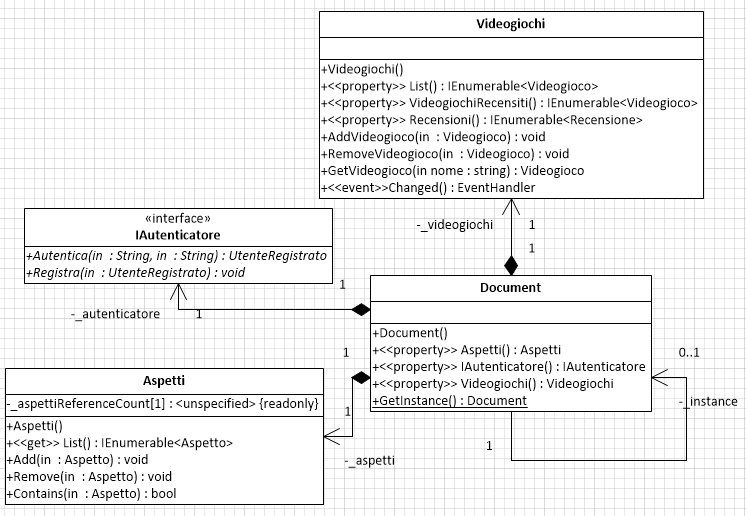 Videogiochi
+Videogiochi()
+<<property>> List() : IEnumerable<Videogioco>
+<<property>> VideogiochiRecensiti() : IEnumerable<Videogioco>
+<<property>> Recensioni() : IEnumerable<Recensione>
+AddVideogioco(in  : Videogioco) : void
+RemoveVideogioco(in  : Videogioco) : void
+GetVideogioco(in nome : string) : Videogioco
+<<event>>Changed() : EventHandler
-_videogiochi
1
1
«interface»
IAutenticatore
+Autentica(in  : String, in  : String) : UtenteRegistrato
+Registra(in  : UtenteRegistrato) : void
1
-_autenticatore
1
Document
+Document()
+<<property>> Aspetti() : Aspetti
+<<property>> IAutenticatore() : IAutenticatore
+<<property>> Videogiochi() : Videogiochi
+GetInstance() : Document
0..1
-_instance
1
1
1
-_aspetti
Aspetti
-_aspettiReferenceCount[1] : <unspecified> {readonly}
+Aspetti()
+<<get>> List() : IEnumerable<Aspetto>
+Add(in  : Aspetto) : void
+Remove(in  : Aspetto) : void
+Contains(in  : Aspetto) : bool